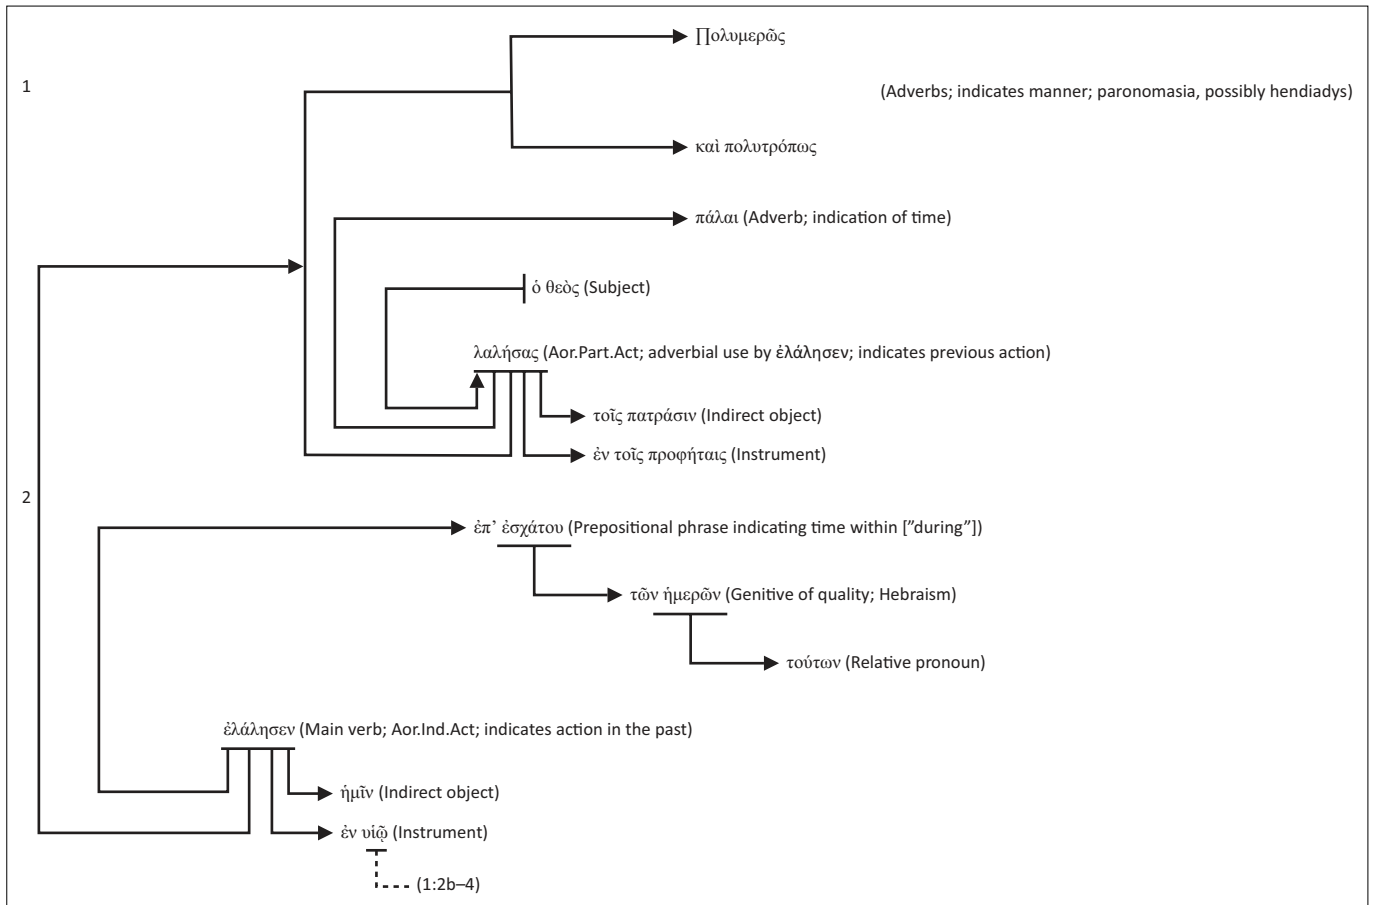 Πολυμερῶς
1
(Adverbs; indicates manner; paronomasia, possibly hendiadys)
καὶ πολυτρόπως
πάλαι (Adverb; indication of time)
ὁ θεὸς (Subject)
λαλήσας (Aor.Part.Act; adverbial use by ἐλάλησεν; indicates previous action)
τοῖς πατράσιν (Indirect object)
ἐν τοῖς προφήταις (Instrument)
2
ἐπ’ ἐσχάτου (Prepositional phrase indicating time within [”during”])
τῶν ἡμερῶν (Genitive of quality; Hebraism)
τούτων (Relative pronoun)
ἐλάλησεν (Main verb; Aor.Ind.Act; indicates action in the past)
ἡμῖν (Indirect object)
ἐν υἱῷ (Instrument)
(1:2b–4)